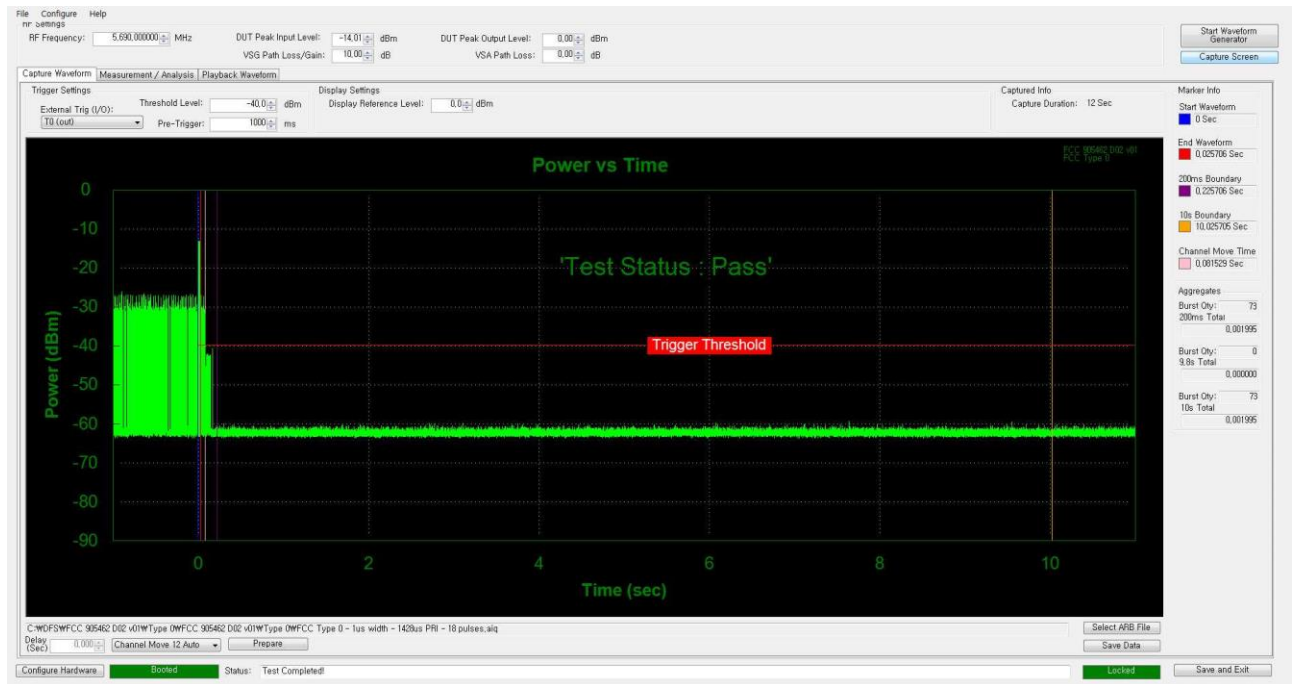 File Configure Help
RF Settings
RF Frequency: 5,690,000000 MHz DUT Peak Input Level: -14,01 dBm DUT Peak Output Level: 0,00 dBm
VSG Path Loss/Gain: 10,00 dB VSA Path Loss: 0,00 dB
Start Waveform Generator
Capture Screen
Capture Waveform Measurement / Analysis Playback Waveform
Trigger Settings
External Trig (I/O): Threshold Level: -40,0 dBm
T0 (out) Pre-Trigger: 1000 ms
Display Settings
Display Reference Level: 0,0 dBm
Captured Info
Capture Duration: 12 Sec
Marker Info
Start Waveform
0 Sec
End Waveform
0,025706 Sec
200ms Boundary
0,225706 Sec
10s Boundary
10,025705 Sec
Channel Move Time
0,081529 Sec
Aggregates
Burst Qty: 73
200ms Total
0,001995
Burst Qty: 0
9,8s Total
0,000000
Burst Qty: 73
10s Total
0,001995
FCC 905462 D02 v01
FCC Type 0
Power vs Time
'Test Status : Pass'
Trigger Threshold
Power (dBm)
0
-10
-20
-30
-40
-50
-60
-70
-80
-90
0 2 4 6 8 10
Time (sec)
C:₩DFS₩FCC 905462 D02 v01₩Type 0₩FCC 905462 D02 v01₩Type 0₩FCC Type 0 - 1us width - 1428us PRI - 18 pulses,aiq
Select ARB File
Delay (Sec) 0,000 Channel Move 12 Auto Prepare
Save Data
Configure Hardware Booted Status: Test Completed! Locked Save and Exit